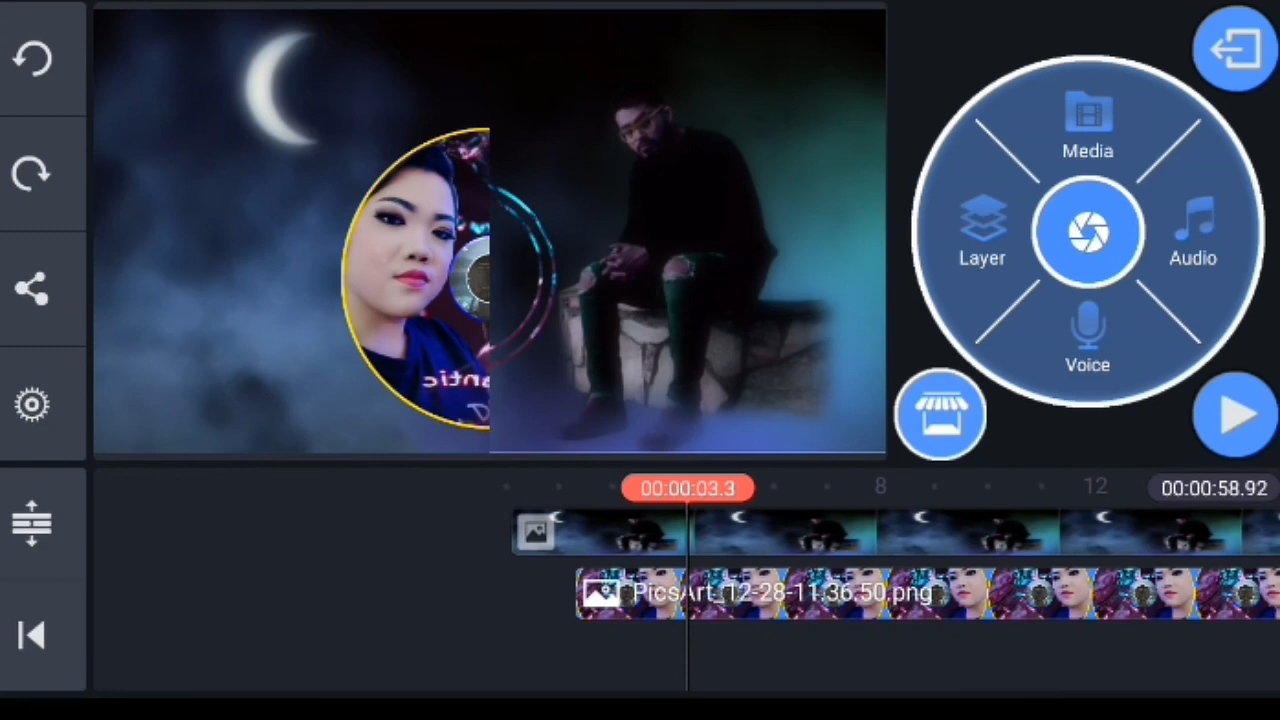 Media
Layer
Audio
Voice
00:00:03.3
8
12
00:00:58.92
PicsArt_12-28-11.36.50.png